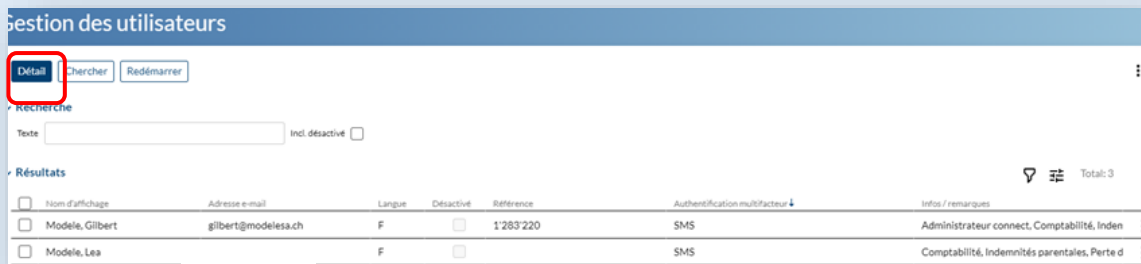 Gestion des utilisateurs
Détail Chercher Redémarrer
Recherche
Texte Incl. désactivé
Résultats Total: 3
Nom d'affichage Adresse e-mail Langue Désactivé Référence Authentification multifacteur Infos / remarques
Modele, Gilbert gilbert@modelesa.ch F 1'283'220 SMS Administrateur connect, Comptabilité, Inden
Modele, Lea F SMS Comptabilité, Indemnités parentales, Perte d